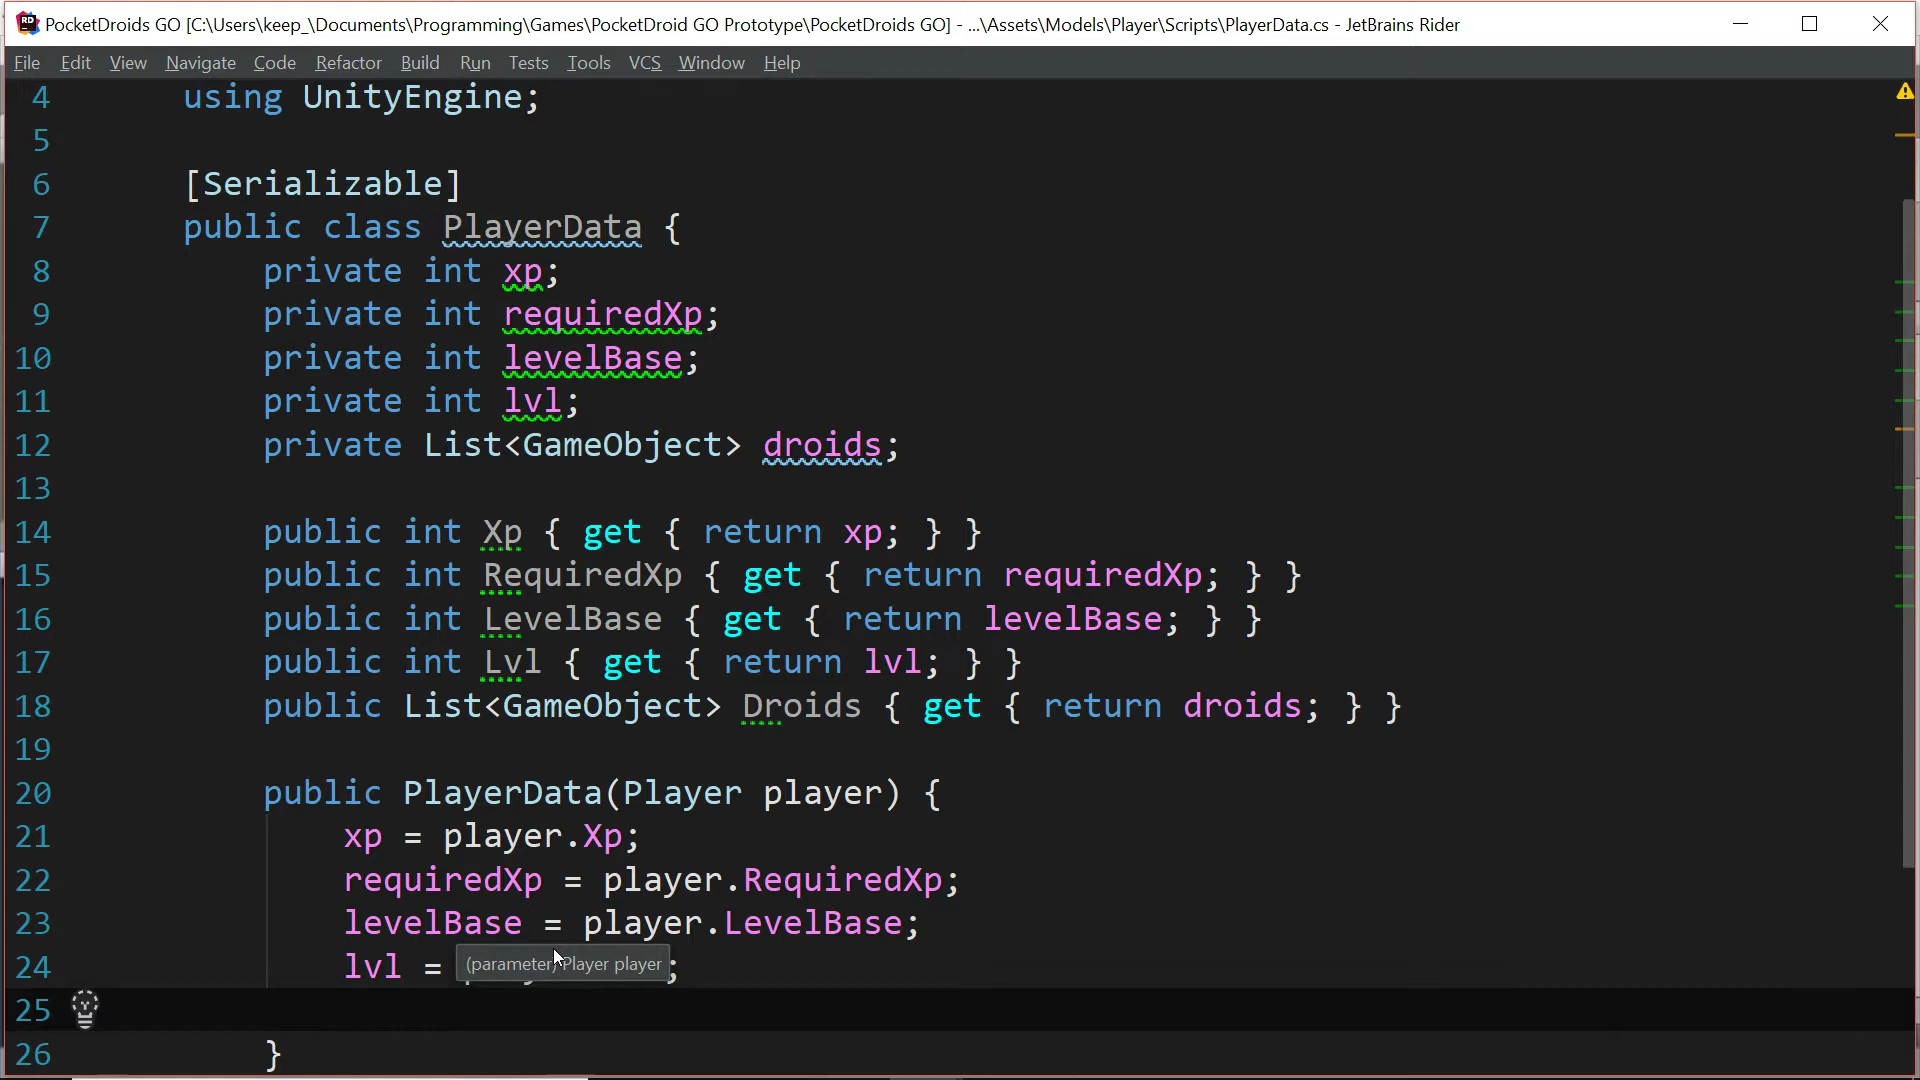 PocketDroids GO [C:\Users\keep_\Documents\Programming\Games\PocketDroid GO Prototype\PocketDroids GO] - ...\Assets\Models\Player\Scripts\PlayerData.cs - JetBrains Rider
File Edit View Navigate Code Refactor Build Run Tests Tools VCS Window Help
4 using UnityEngine;
5
6 [Serializable]
7 public class PlayerData {
8 private int xp;
9 private int requiredXp;
10 private int levelBase;
11 private int lvl;
12 private List<GameObject> droids;
13
14 public int Xp { get { return xp; } }
15 public int RequiredXp { get { return requiredXp; } }
16 public int LevelBase { get { return levelBase; } }
17 public int Lvl { get { return lvl; } }
18 public List<GameObject> Droids { get { return droids; } }
19
20 public PlayerData(Player player) {
21 xp = player.Xp;
22 requiredXp = player.RequiredXp;
23 levelBase = player.LevelBase;
24 lvl = ;
(parameter) Player player
25
26 }